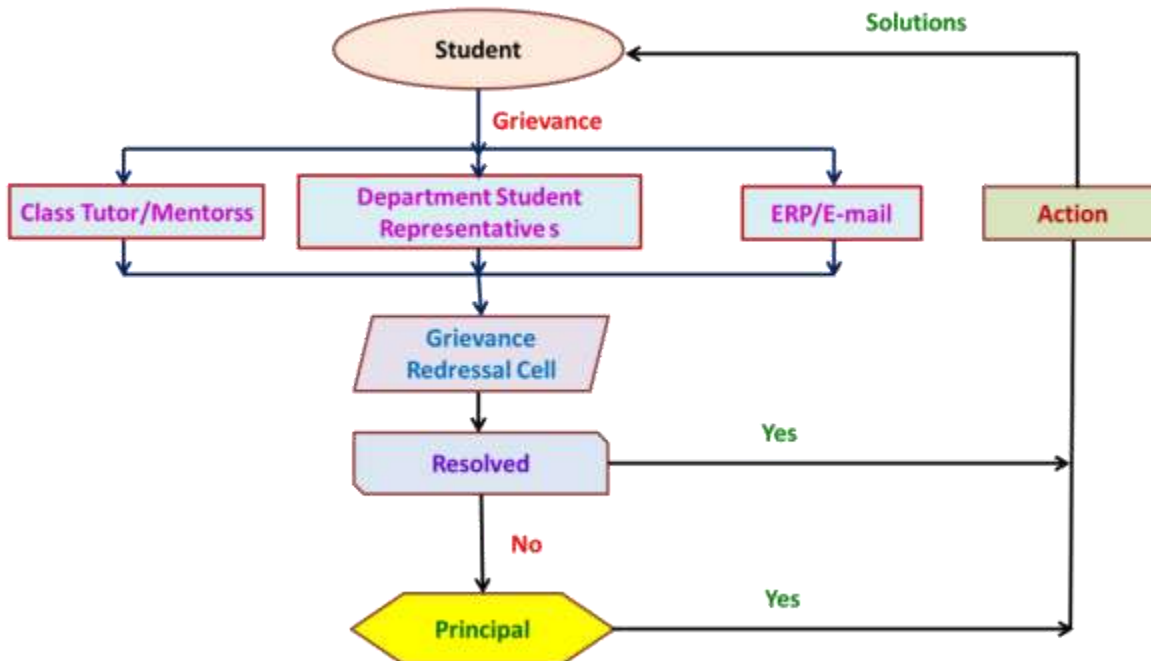 Solutions
Student
Grievance
Class Tutor/Mentorss
Department Student
Representatives
ERP/E-mail
Action
Grievance
Redressal Cell
Yes
Resolved
No
Yes
Principal